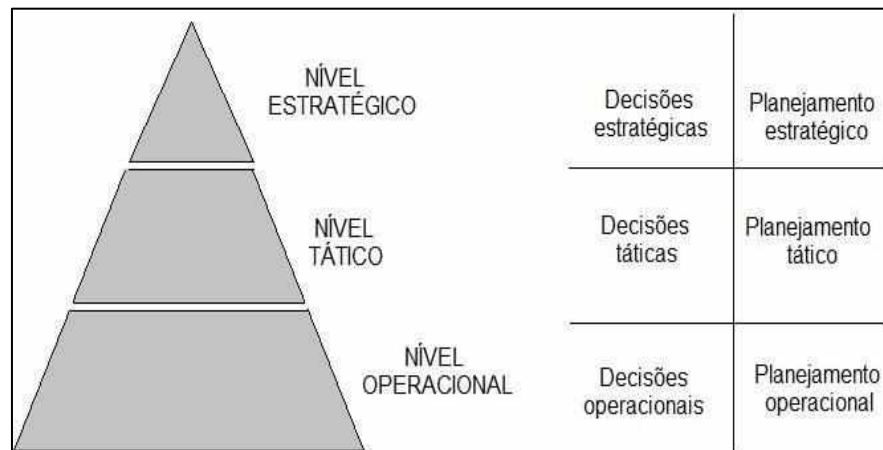 NÍVEL
ESTRATÉGICO
Decisões
estratégicas
Planejamento
estratégico
NÍVEL
TÁTICO
Decisões
táticas
Planejamento
tático
NÍVEL
OPERACIONAL
Decisões
operacionais
Planejamento
operacional